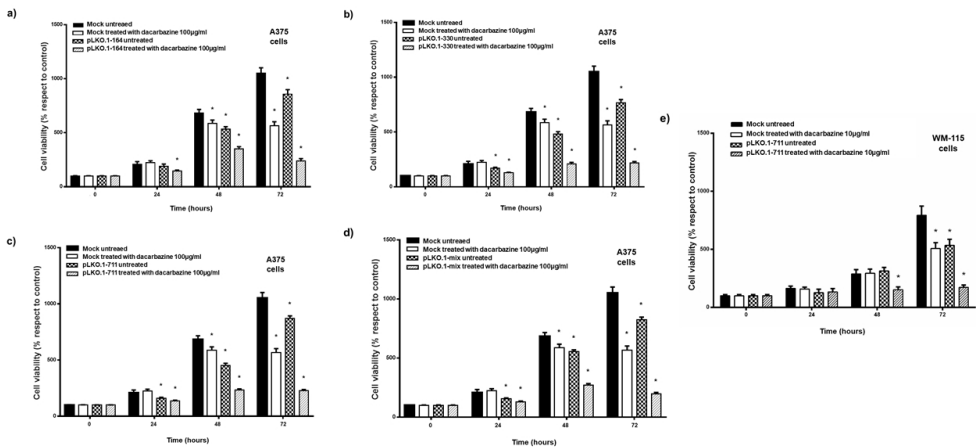 a)
Mock untreaed
Mock treated with dacarbazine 100µg/ml
pLKO.1-164 untreated
pLKO.1-164 treated with dacarbazine 100µg/ml
A375
cells
Cell viability (% respect to control)
1500
1000
500
0
* * * * * * *
0 24 48 72
Time (hours)
b)
Mock untreaed
Mock treated with dacarbazine 100µg/ml
pLKO.1-330 untreated
pLKO.1-330 treated with dacarbazine 100µg/ml
A375
cells
Cell viability (% respect to control)
1500
1000
500
0
* * * * * * * *
0 24 48 72
Time (hours)
c)
Mock untreaed
Mock treated with dacarbazine 100µg/ml
pLKO.1-711 untreated
pLKO.1-711 treated with dacarbazine 100µg/ml
A375
cells
Cell viability (% respect to control)
1500
1000
500
0
* * * * * * * *
0 24 48 72
Time (hours)
d)
Mock untreaed
Mock treated with dacarbazine 100µg/ml
pLKO.1-mix untreated
pLKO.1-mix treated with dacarbazine 100µg/ml
A375
cells
Cell viability (% respect to control)
1500
1000
500
0
* * * * * * * *
0 24 48 72
Time (hours)
e)
Mock untreaed
Mock treated with dacarbazine 10µg/ml
pLKO.1-711 untreated
pLKO.1-711 treated with dacarbazine 10µg/ml
WM-115
cells
Cell viability (% respect to control)
1500
1000
500
0
* * * *
0 24 48 72
Time (hours)